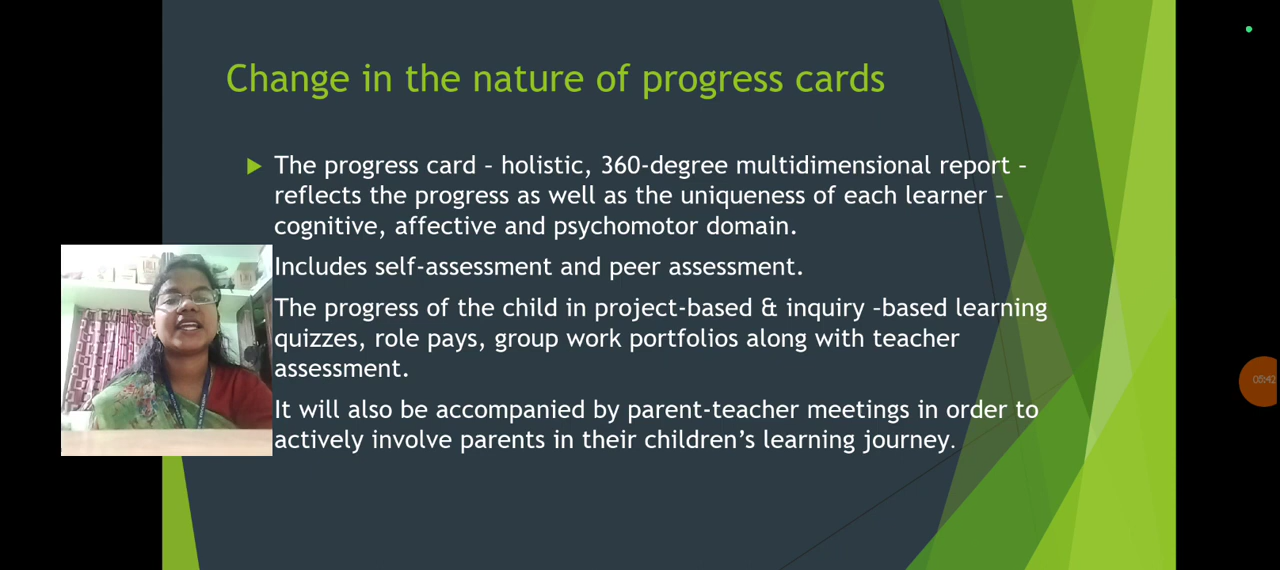 Change in the nature of progress cards
The progress card – holistic, 360-degree multidimensional report –
reflects the progress as well as the uniqueness of each learner –
cognitive, affective and psychomotor domain.
Includes self-assessment and peer assessment.
The progress of the child in project-based & inquiry –based learning
quizzes, role pays, group work portfolios along with teacher
assessment.
It will also be accompanied by parent-teacher meetings in order to
actively involve parents in their children’s learning journey.
05:42